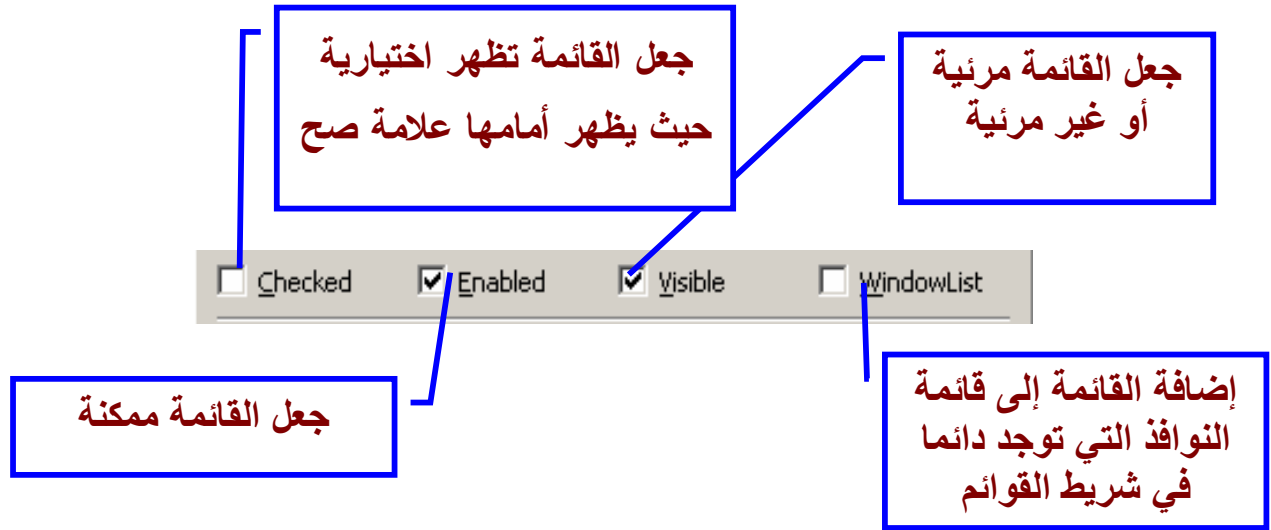 جعل القائمة تظهر اختيارية
حيث يظهر أمامها علامة صح
جعل القائمة مرئية
أو غير مرئية
Checked Enabled Visible WindowList
جعل القائمة ممكنة
إضافة القائمة إلى قائمة
النوافذ التي توجد دائما
في شريط القوائم